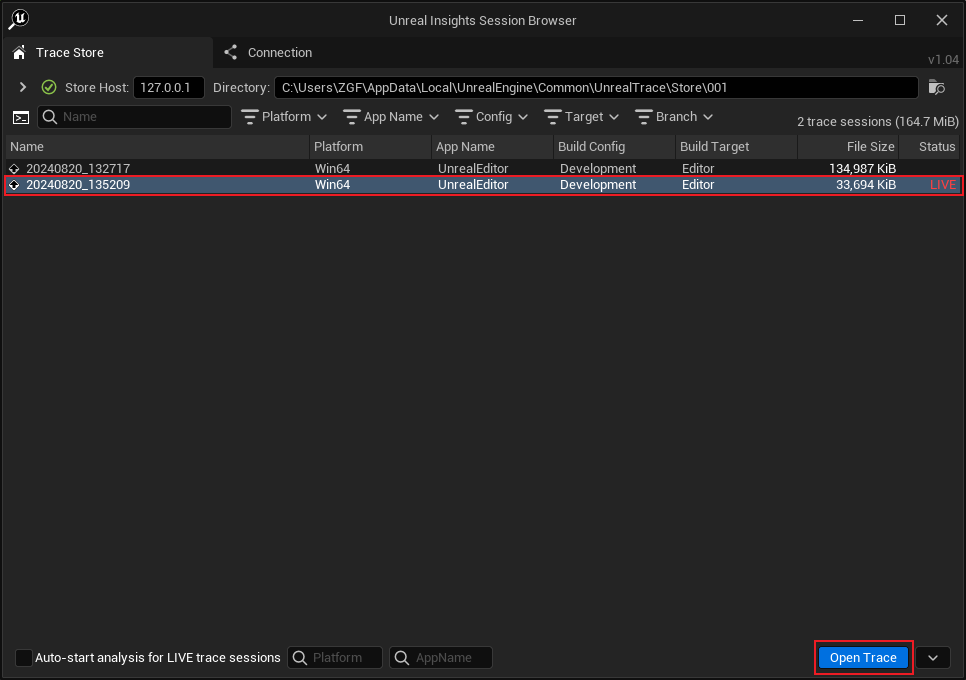 Unreal Insights Session Browser
Trace Store Connection
v1.04
Store Host: 127.0.0.1 Directory: C:\Users\ZGF\AppData\Local\UnrealEngine\Common\UnrealTrace\Store\001
Name Platform App Name Config Target Branch 2 trace sessions (164.7 MiB)
Name Platform App Name Build Config Build Target File Size Status
20240820_132717 Win64 UnrealEditor Development Editor 134,987 KiB
20240820_135209 Win64 UnrealEditor Development Editor 33,694 KiB LIVE
Auto-start analysis for LIVE trace sessions Platform AppName Open Trace